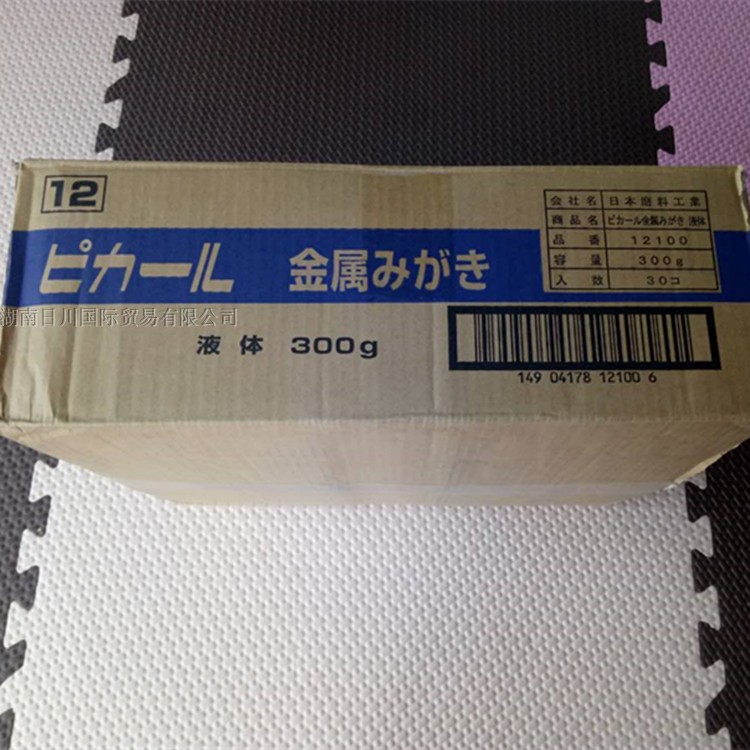 12
ピカール 金属みがき
会社名 日本磨料工業
商品名 ピカール金属みがき 液体
品番 12100
容量 300g
入数 30コ
湖南日川国际贸易有限公司
液体 300g
149 04178 12100 6